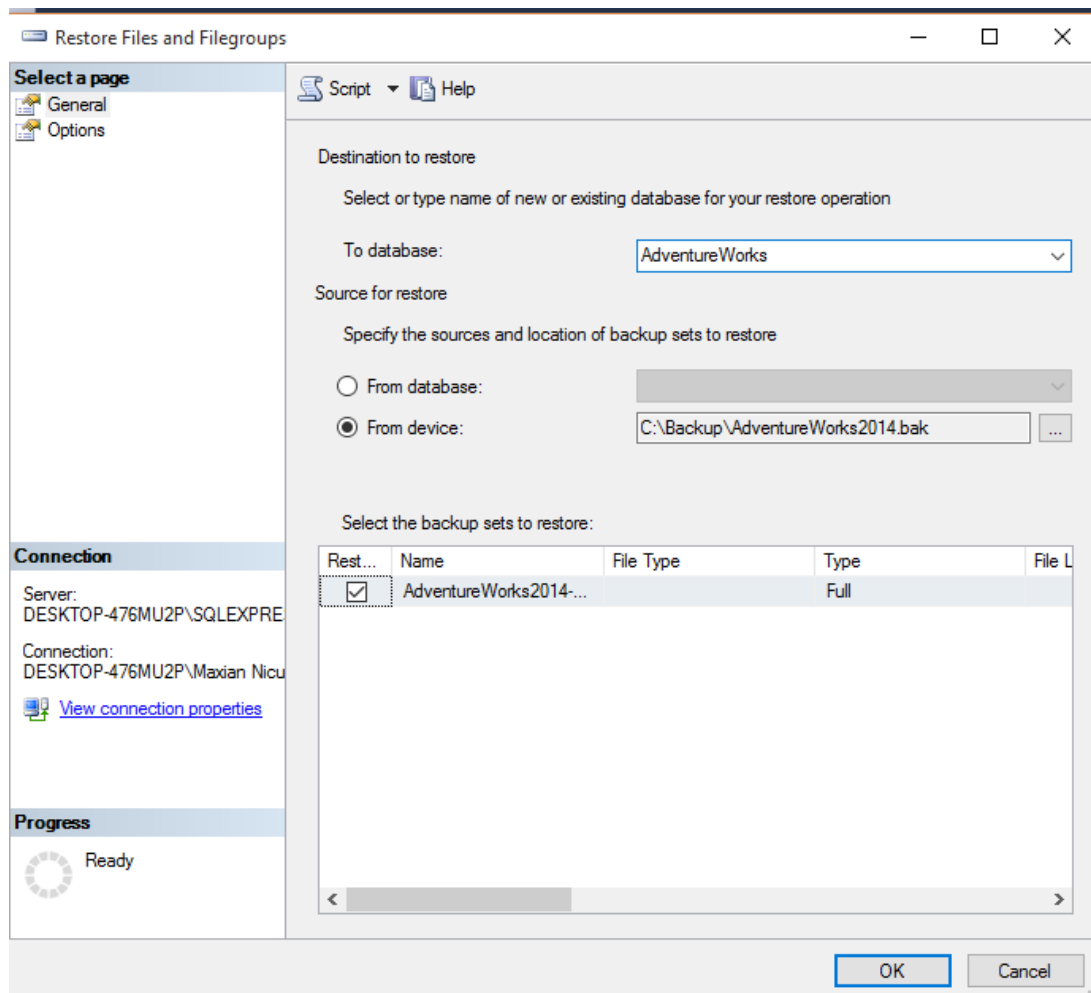 Restore Files and Filegroups
Select a page
General
Options
Script Help
Destination to restore
Select or type name of new or existing database for your restore operation
To database: AdventureWorks
Source for restore
Specify the sources and location of backup sets to restore
From database:
From device: C:\Backup\AdventureWorks2014.bak ...
Select the backup sets to restore:
Rest... Name File Type Type File L
AdventureWorks2014-... Full
Connection
Server:
DESKTOP-476MU2P\SQLEXPRE
Connection:
DESKTOP-476MU2P\Maxian Nicu
View connection properties
Progress
Ready
OK Cancel